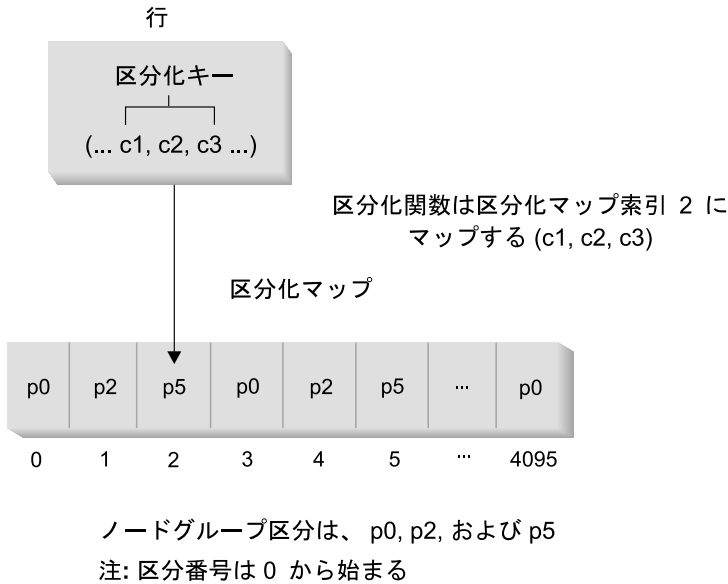 行
区分化キー
(... c1, c2, c3 ...)
区分化関数は区分化マップ索引 2 に
マップする (c1, c2, c3)
区分化マップ
p0 p2 p5 p0 p2 p5 ... p0
0 1 2 3 4 5 ... 4095
ノードグループ区分は、 p0, p2, および p5
注: 区分番号は 0 から始まる